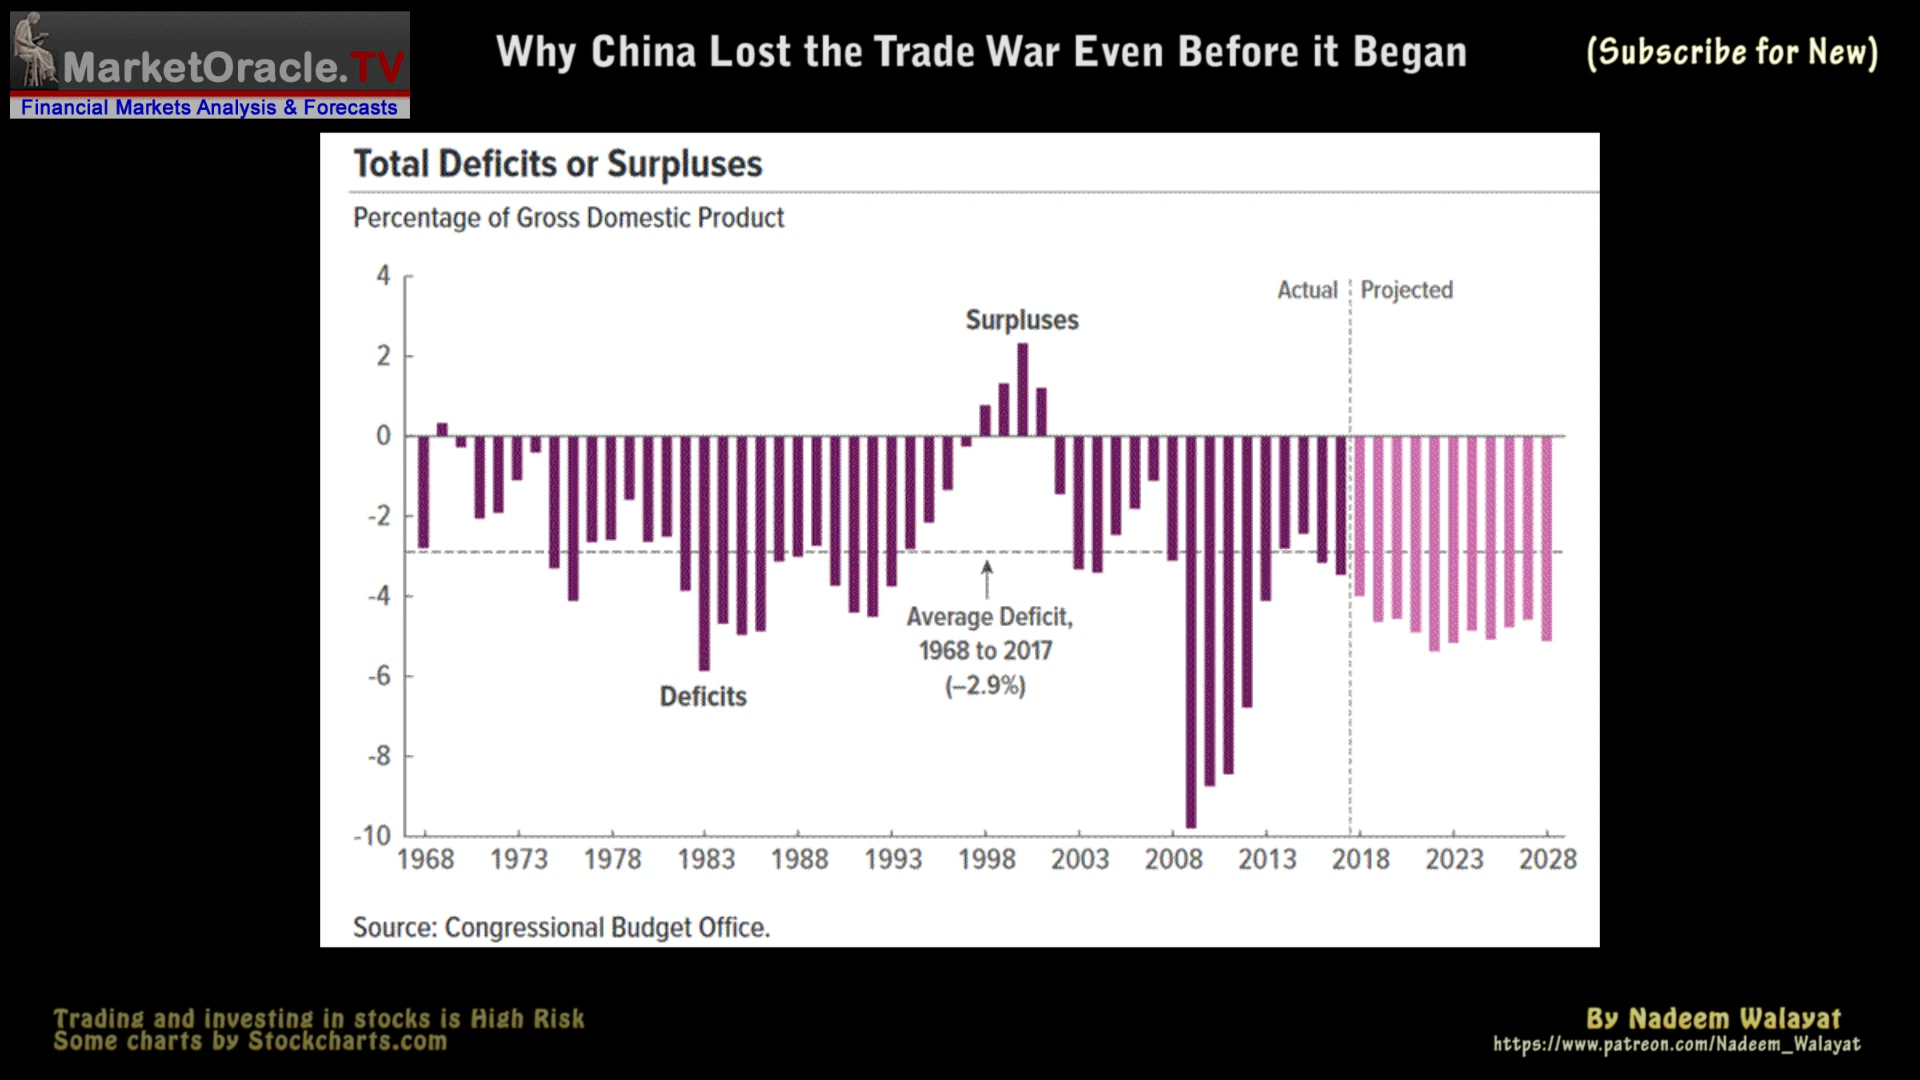 MarketOracle.TV
Financial Markets Analysis & Forecasts
Why China Lost the Trade War Even Before it Began
(Subscribe for New)
Total Deficits or Surpluses
Percentage of Gross Domestic Product
4
2
0
-2
-4
-6
-8
-10
Actual
Projected
Surpluses
Average Deficit,
1968 to 2017
(–2.9%)
Deficits
1968 1973 1978 1983 1988 1993 1998 2003 2008 2013 2018 2023 2028
Source: Congressional Budget Office.
Trading and investing in stocks is High Risk
Some charts by Stockcharts.com
By Nadeem Walayat
https://www.patreon.com/Nadeem_Walayat